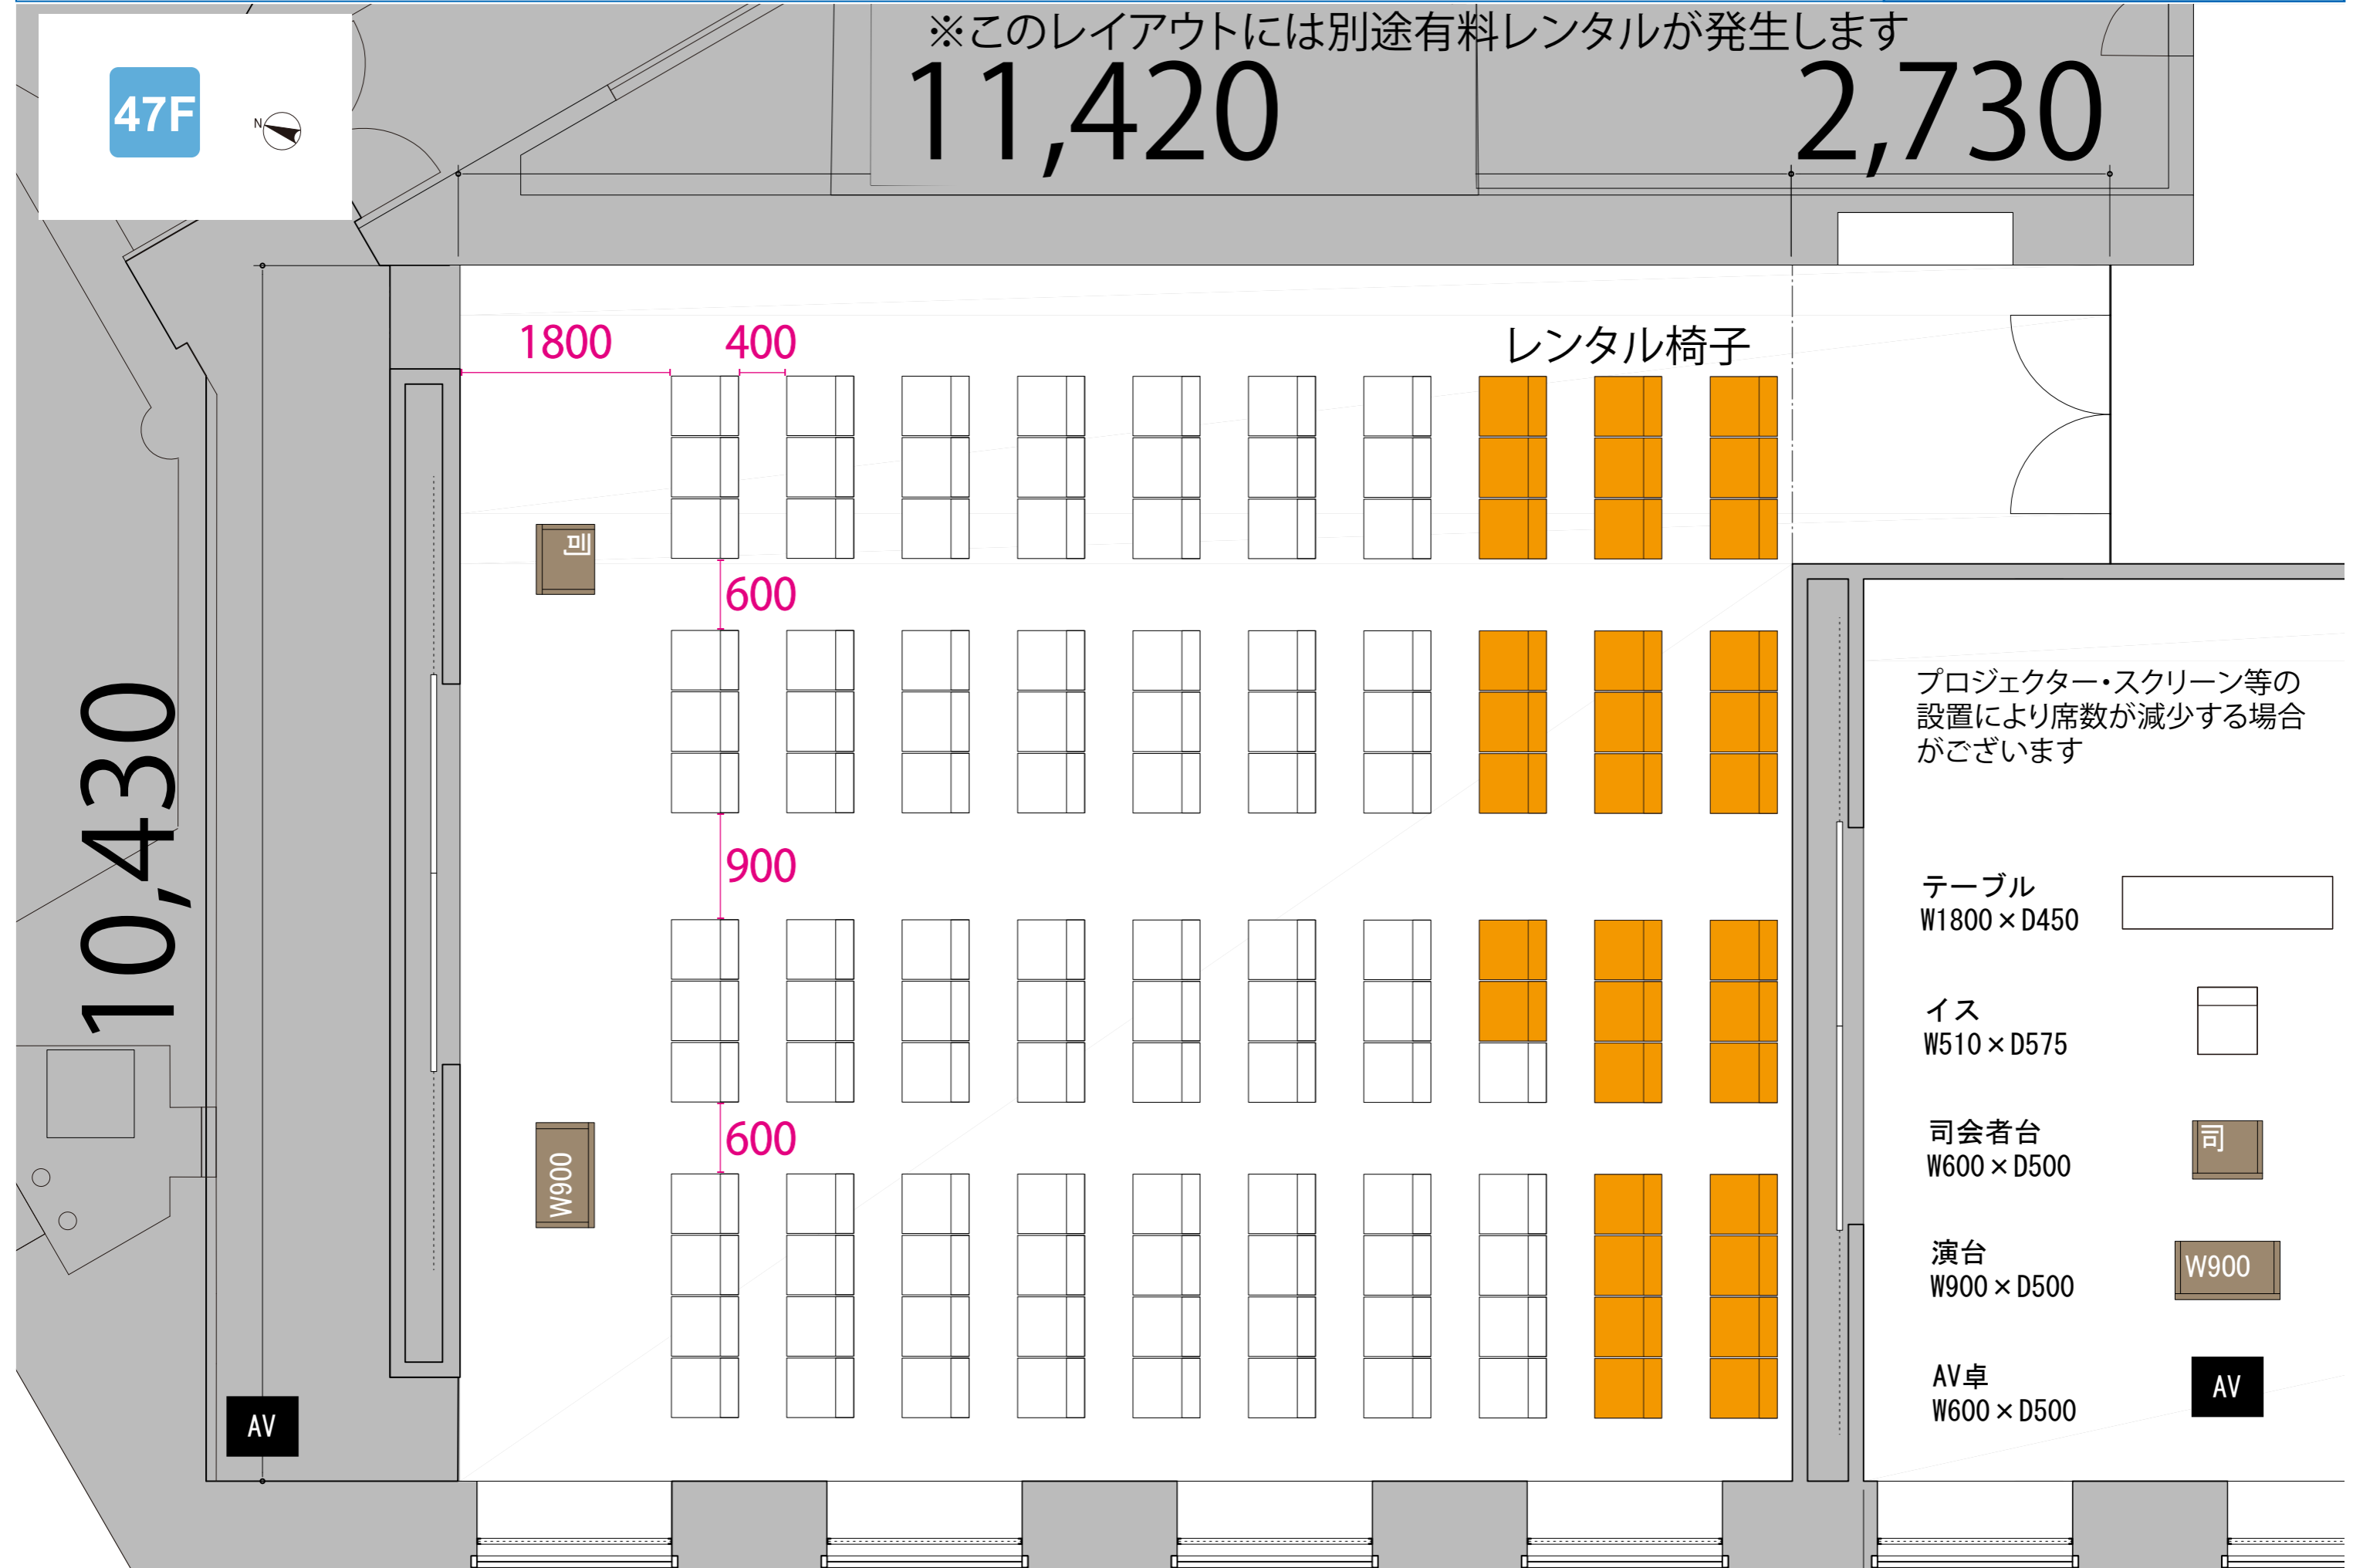 ※このレイアウトには別途有料レンタルが発生します
47F
N
11,420
2,730
1800
400
レンタル椅子
司
600
10,430
プロジェクター・スクリーン等の
設置により席数が減少する場合
がございます
900
テーブル
W1800×D450
イス
W510×D575
600
W900
司会者台
W600×D500
司
演台
W900×D500
W900
AV卓
W600×D500
AV
AV